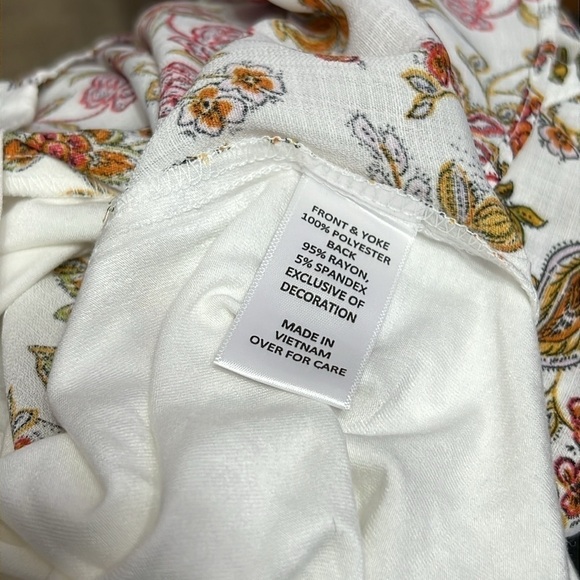 FRONT & YOKE
100% POLYESTER
BACK
95% RAYON,
5% SPANDEX
EXCLUSIVE OF
DECORATION
MADE IN
VIETNAM
OVER FOR CARE